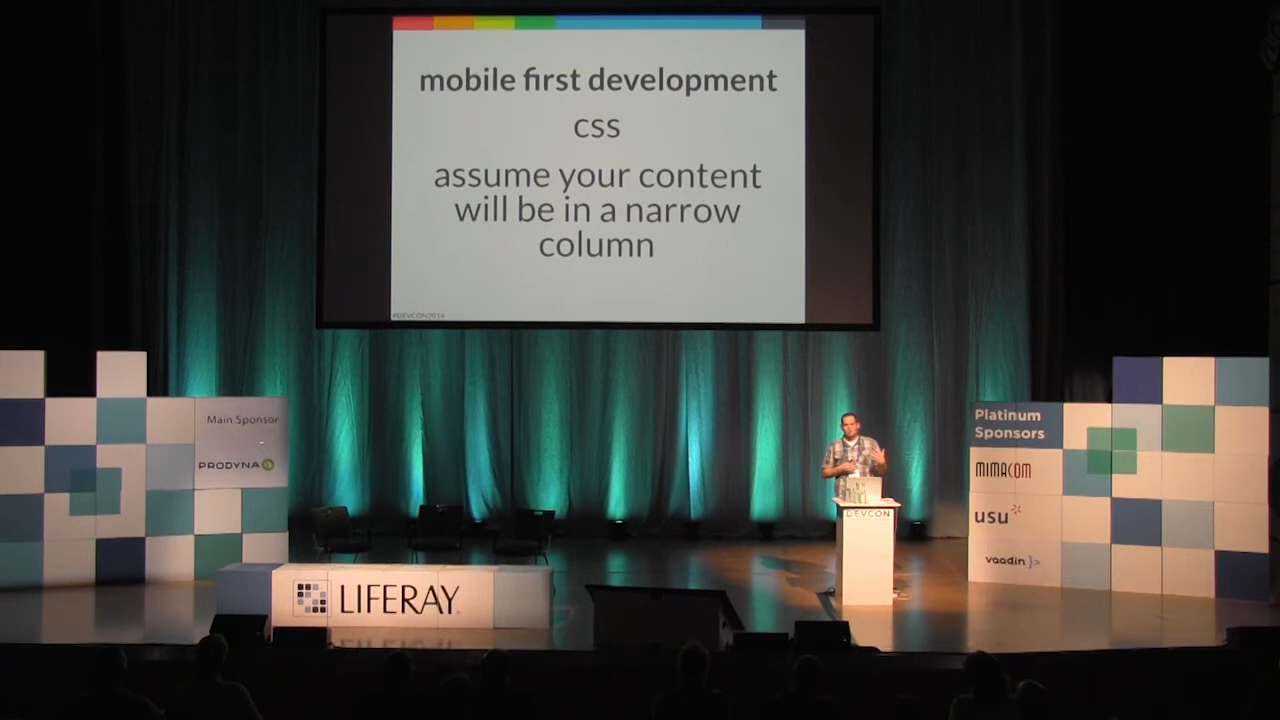 mobile first development
css
assume your content
will be in a narrow
column
#DEVCON2014
Main Sponsor
PRODYNA
LIFERAY.
DEVCON
Platinum
Sponsors
MIMACOM
usu
vaadin }>